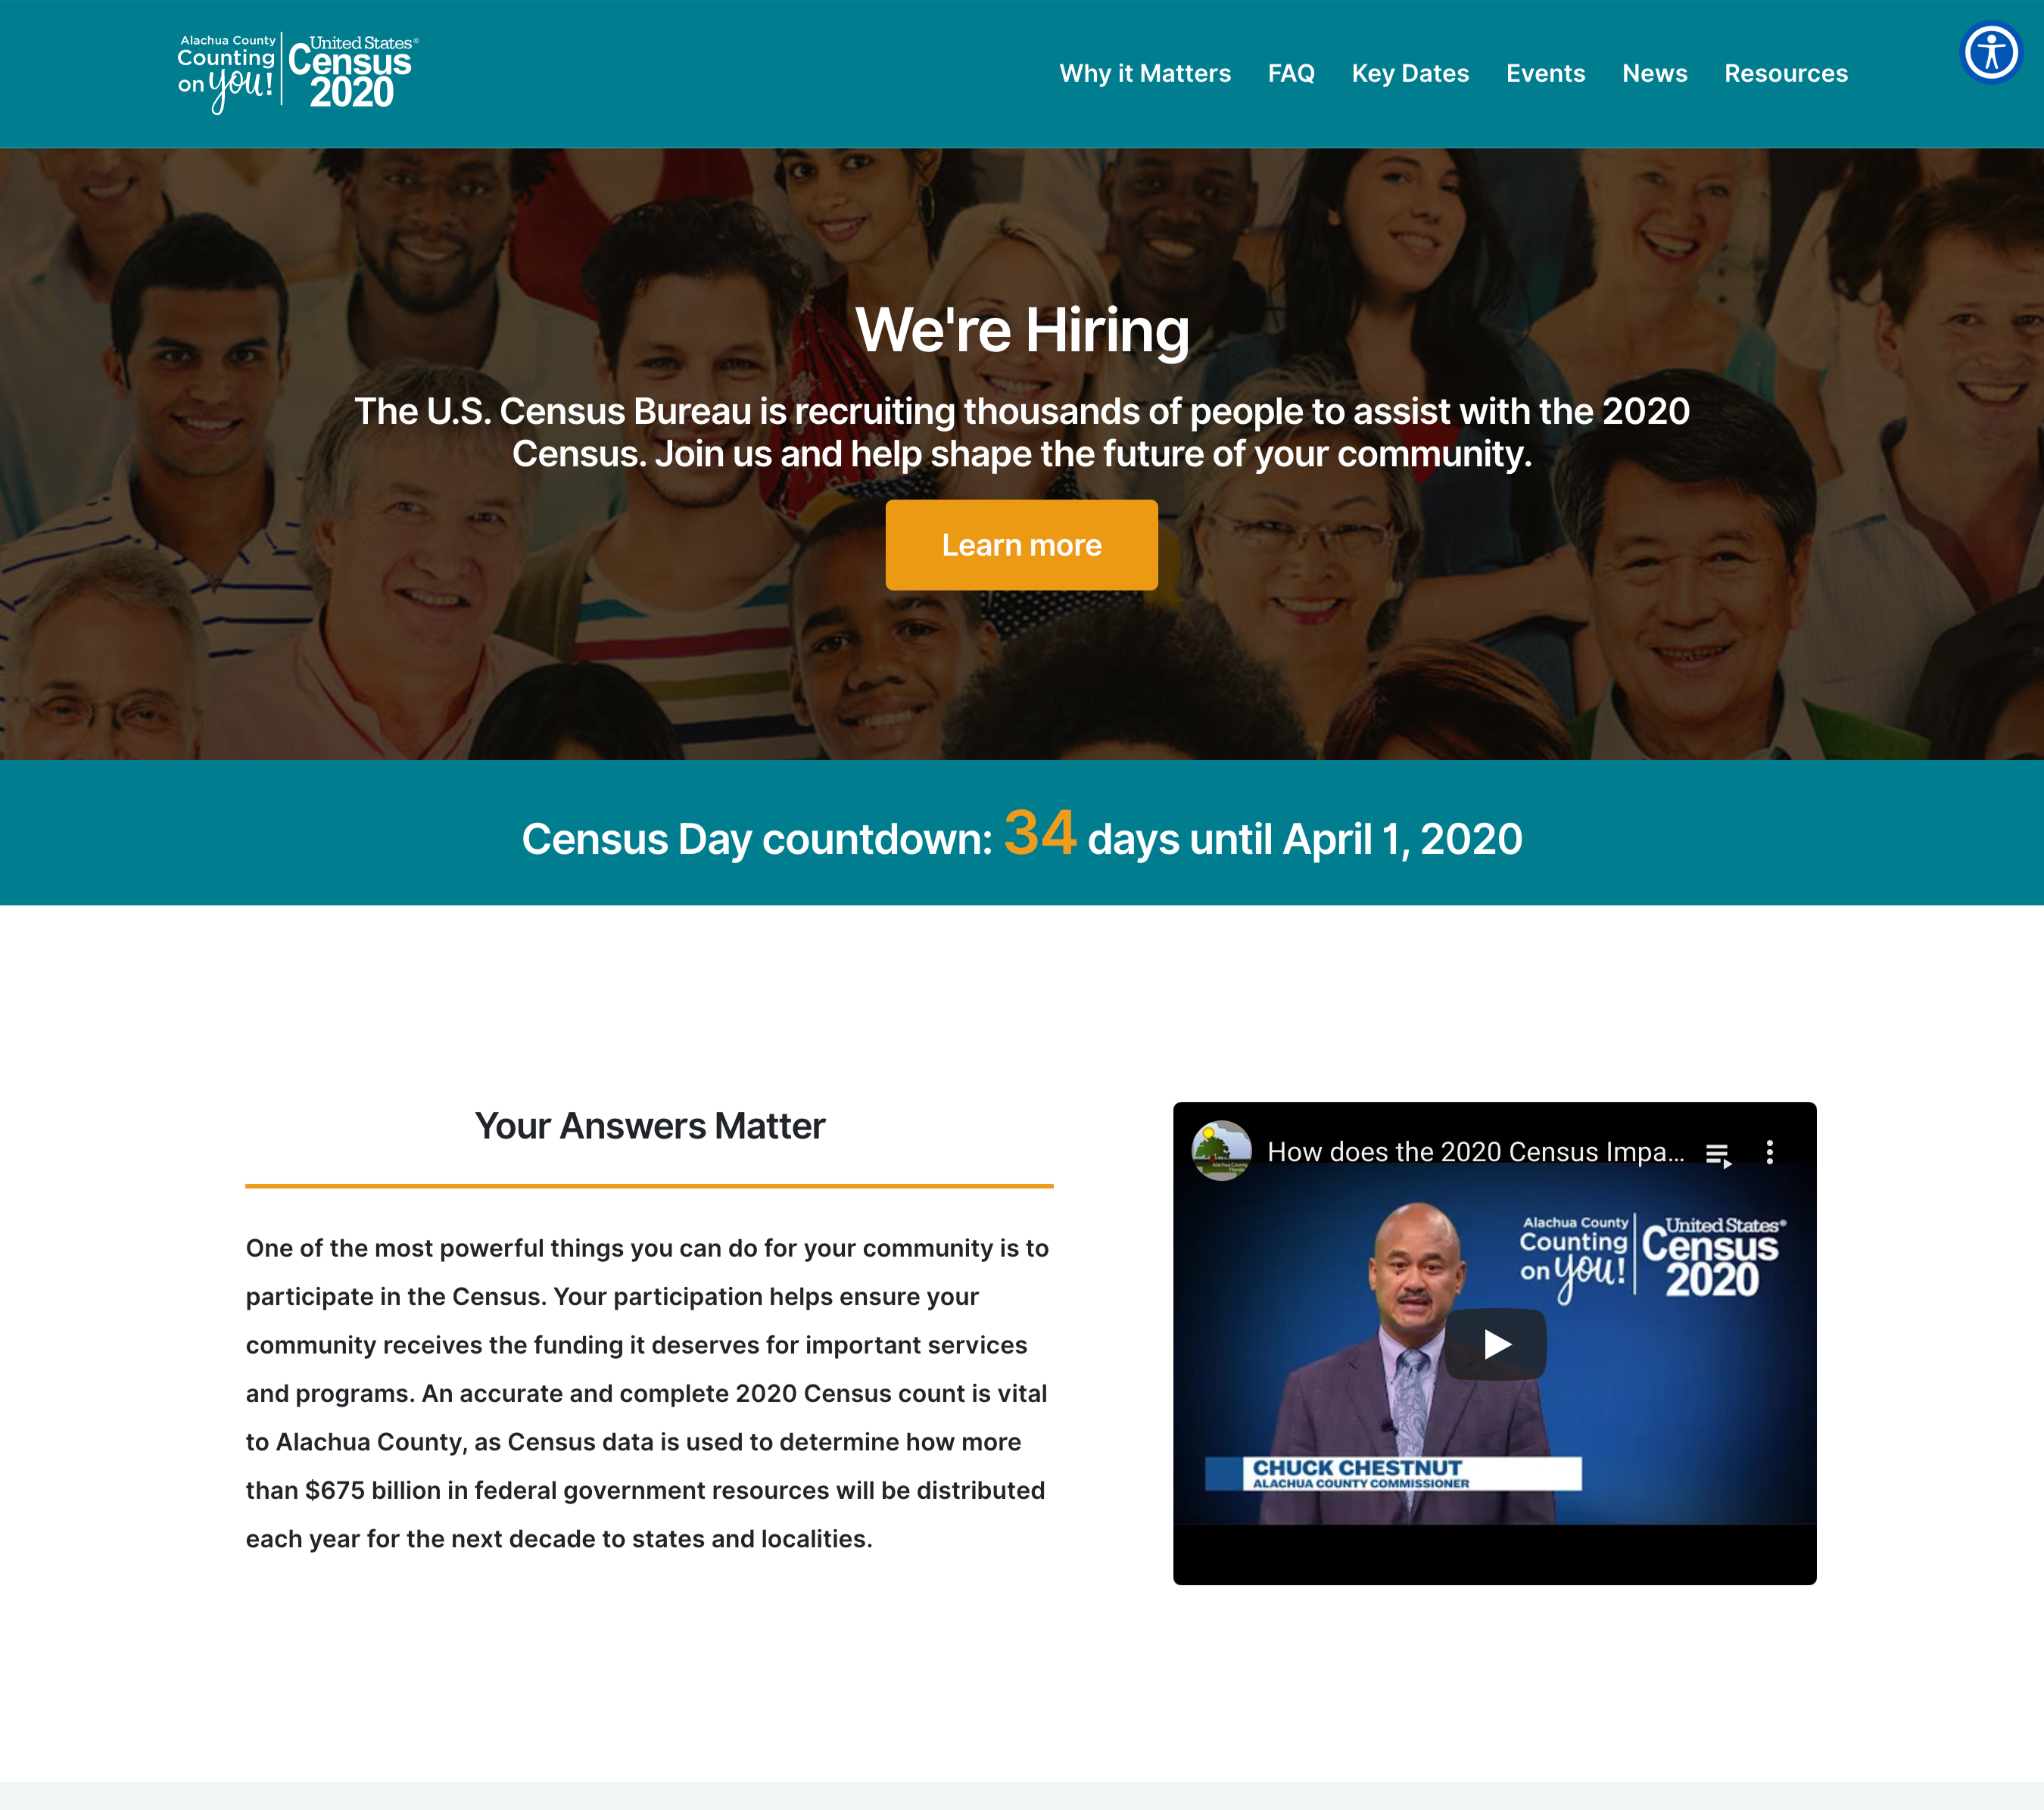 Alachua County
Counting
on you!
United States®
Census
2020
Why it Matters FAQ Key Dates Events News Resources
We're Hiring
The U.S. Census Bureau is recruiting thousands of people to assist with the 2020
Census. Join us and help shape the future of your community.
Learn more
Census Day countdown: 34 days until April 1, 2020
Your Answers Matter
One of the most powerful things you can do for your community is to
participate in the Census. Your participation helps ensure your
community receives the funding it deserves for important services
and programs. An accurate and complete 2020 Census count is vital
to Alachua County, as Census data is used to determine how more
than $675 billion in federal government resources will be distributed
each year for the next decade to states and localities.
Alachua County
Florida
How does the 2020 Census Impa...
Alachua County
Counting
on you!
United States®
Census
2020
CHUCK CHESTNUT
ALACHUA COUNTY COMMISSIONER